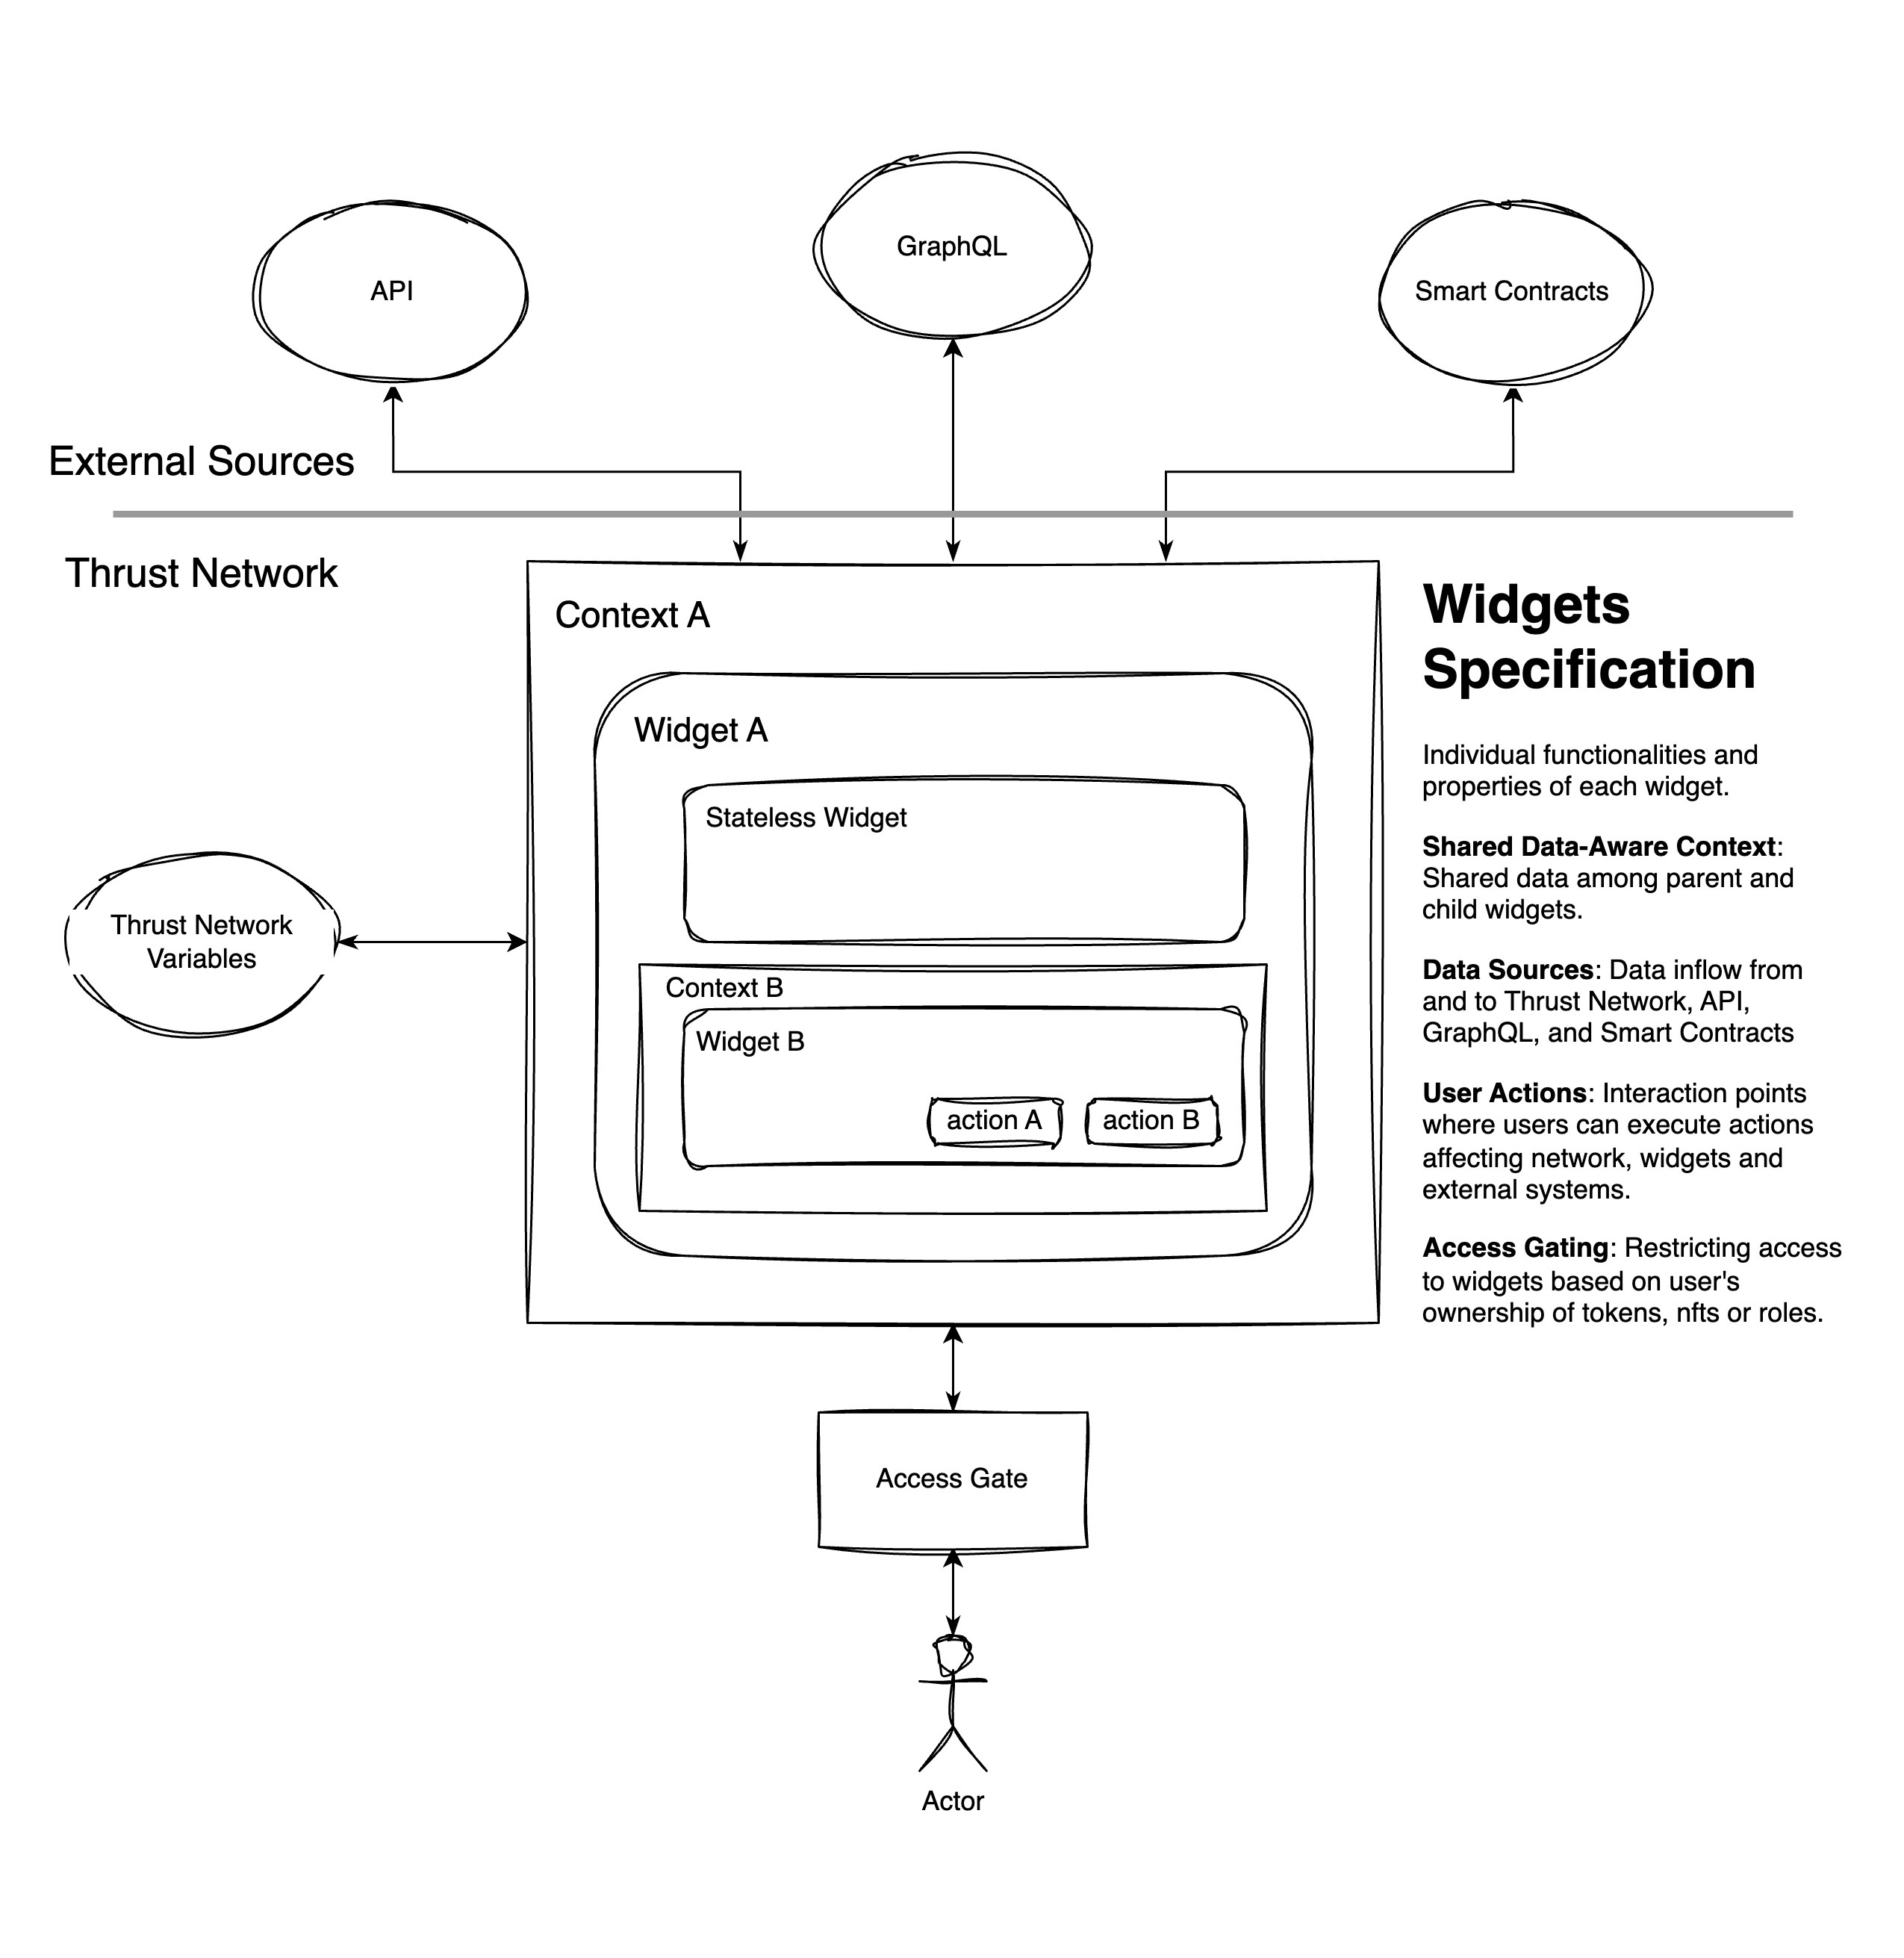 GraphQL
API
Smart Contracts
External Sources
Thrust Network
Context A
Widget A
Stateless Widget
Thrust Network
Variables
Context B
Widget B
action A
action B
Widgets
Specification
Individual functionalities and
properties of each widget.
Shared Data-Aware Context:
Shared data among parent and
child widgets.
Data Sources: Data inflow from
and to Thrust Network, API,
GraphQL, and Smart Contracts
User Actions: Interaction points
where users can execute actions
affecting network, widgets and
external systems.
Access Gating: Restricting access
to widgets based on user's
ownership of tokens, nfts or roles.
Access Gate
Actor